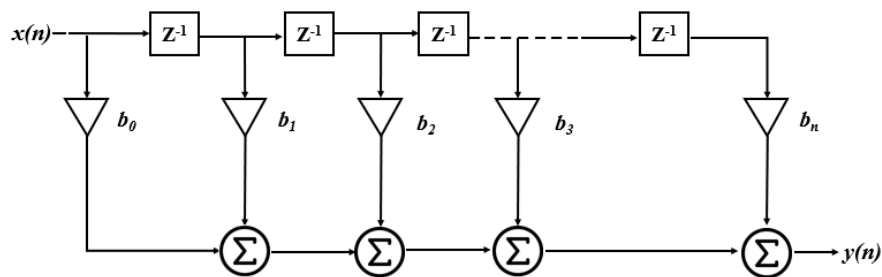 x(n) Z⁻¹ Z⁻¹ Z⁻¹ Z⁻¹
b₀ b₁ b₂ b₃ bₙ
Σ Σ Σ Σ y(n)